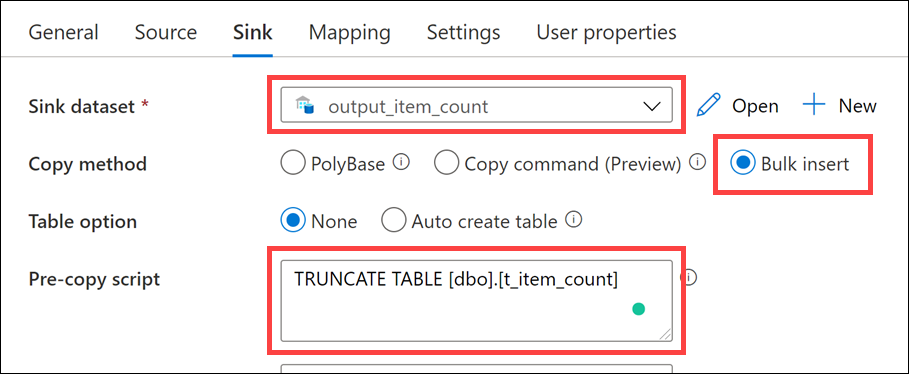 General Source Sink Mapping Settings User properties
Sink dataset * output_item_count Open New
Copy method PolyBase Copy command (Preview) Bulk insert
Table option None Auto create table
Pre-copy script TRUNCATE TABLE [dbo].[t_item_count]